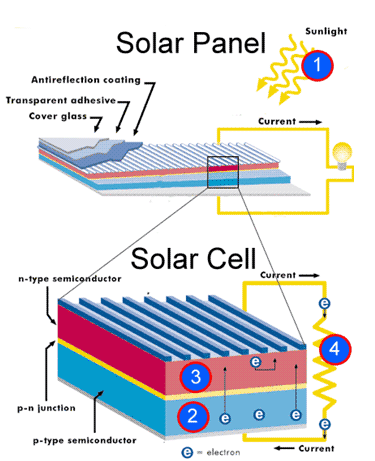 Solar Panel
Sunlight
1
Antireflection coating
Transparent adhesive
Cover glass
Current
Solar Cell
Current
n-type semiconductor
e
e
3
4
p-n junction
2
e
e
e
e
p-type semiconductor
e = electron
Current